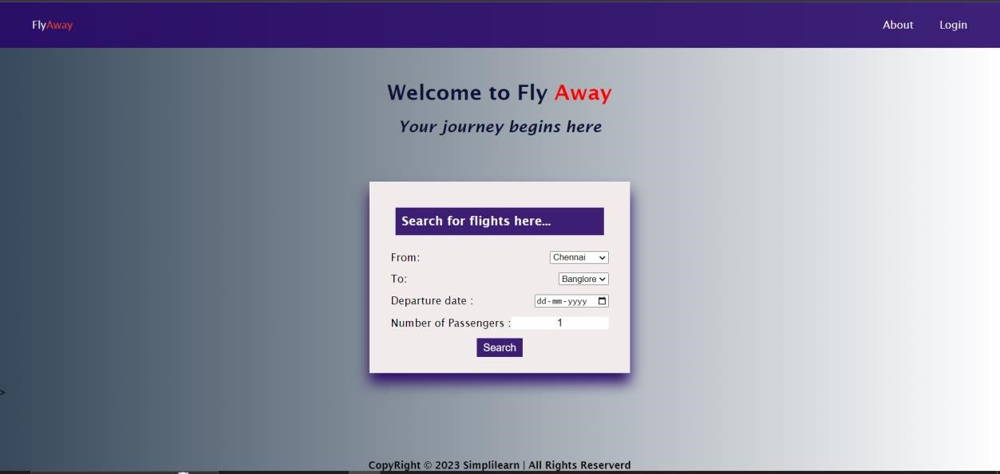 FlyAway
About
Login
Welcome to Fly Away
Your journey begins here
Search for flights here...
From:
Chennai
To:
Banglore
Departure date :
dd-mm-yyyy
Number of Passengers :
1
Search
>
CopyRight © 2023 Simplilearn | All Rights Reserverd